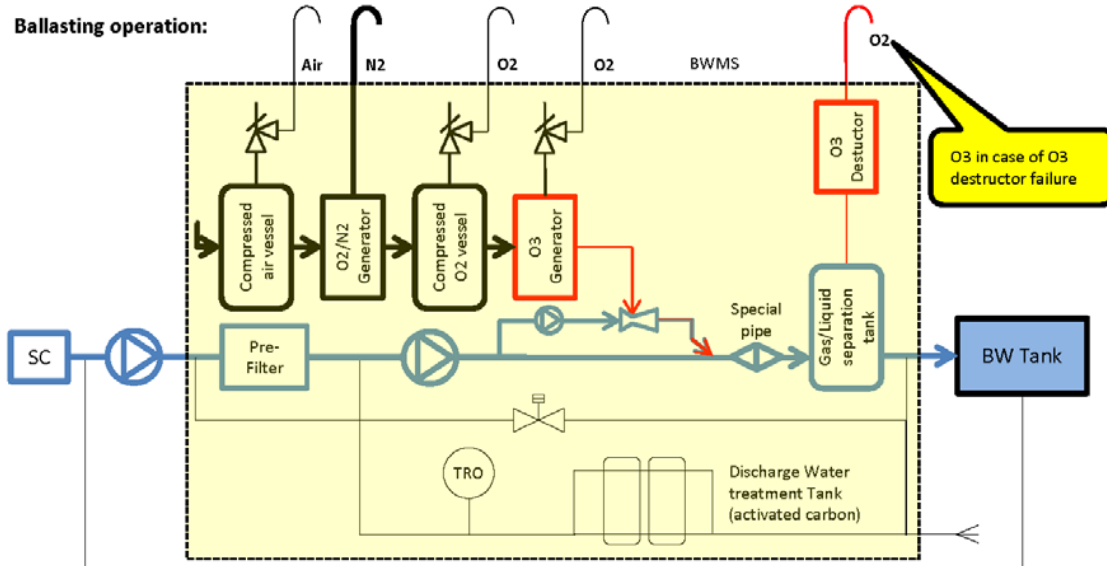 Ballasting operation:
Air
N2
O2
O2
BWMS
O2
O3 in case of O3
destructor failure
Compressed
air vessel
O2/N2
Generator
Compressed
O2 vessel
O3
Generator
O3
Destuctor
SC
Pre-
Filter
Special
pipe
Gas/Liquid
separation
tank
BW Tank
TRO
Discharge Water
treatment Tank
(activated carbon)